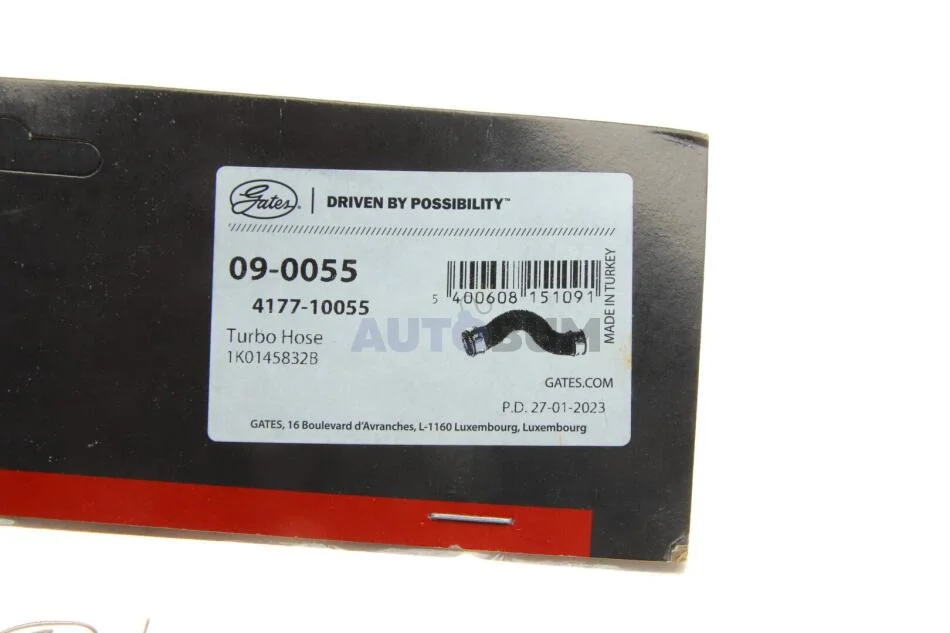 Gates® | DRIVEN BY POSSIBILITY™
09-0055
4177-10055
Turbo Hose
1K0145832B
5 400608 151091
MADE IN TURKEY
AUTOBUM
GATES.COM
P.D. 27-01-2023
GATES, 16 Boulevard d'Avranches, L-1160 Luxembourg, Luxembourg